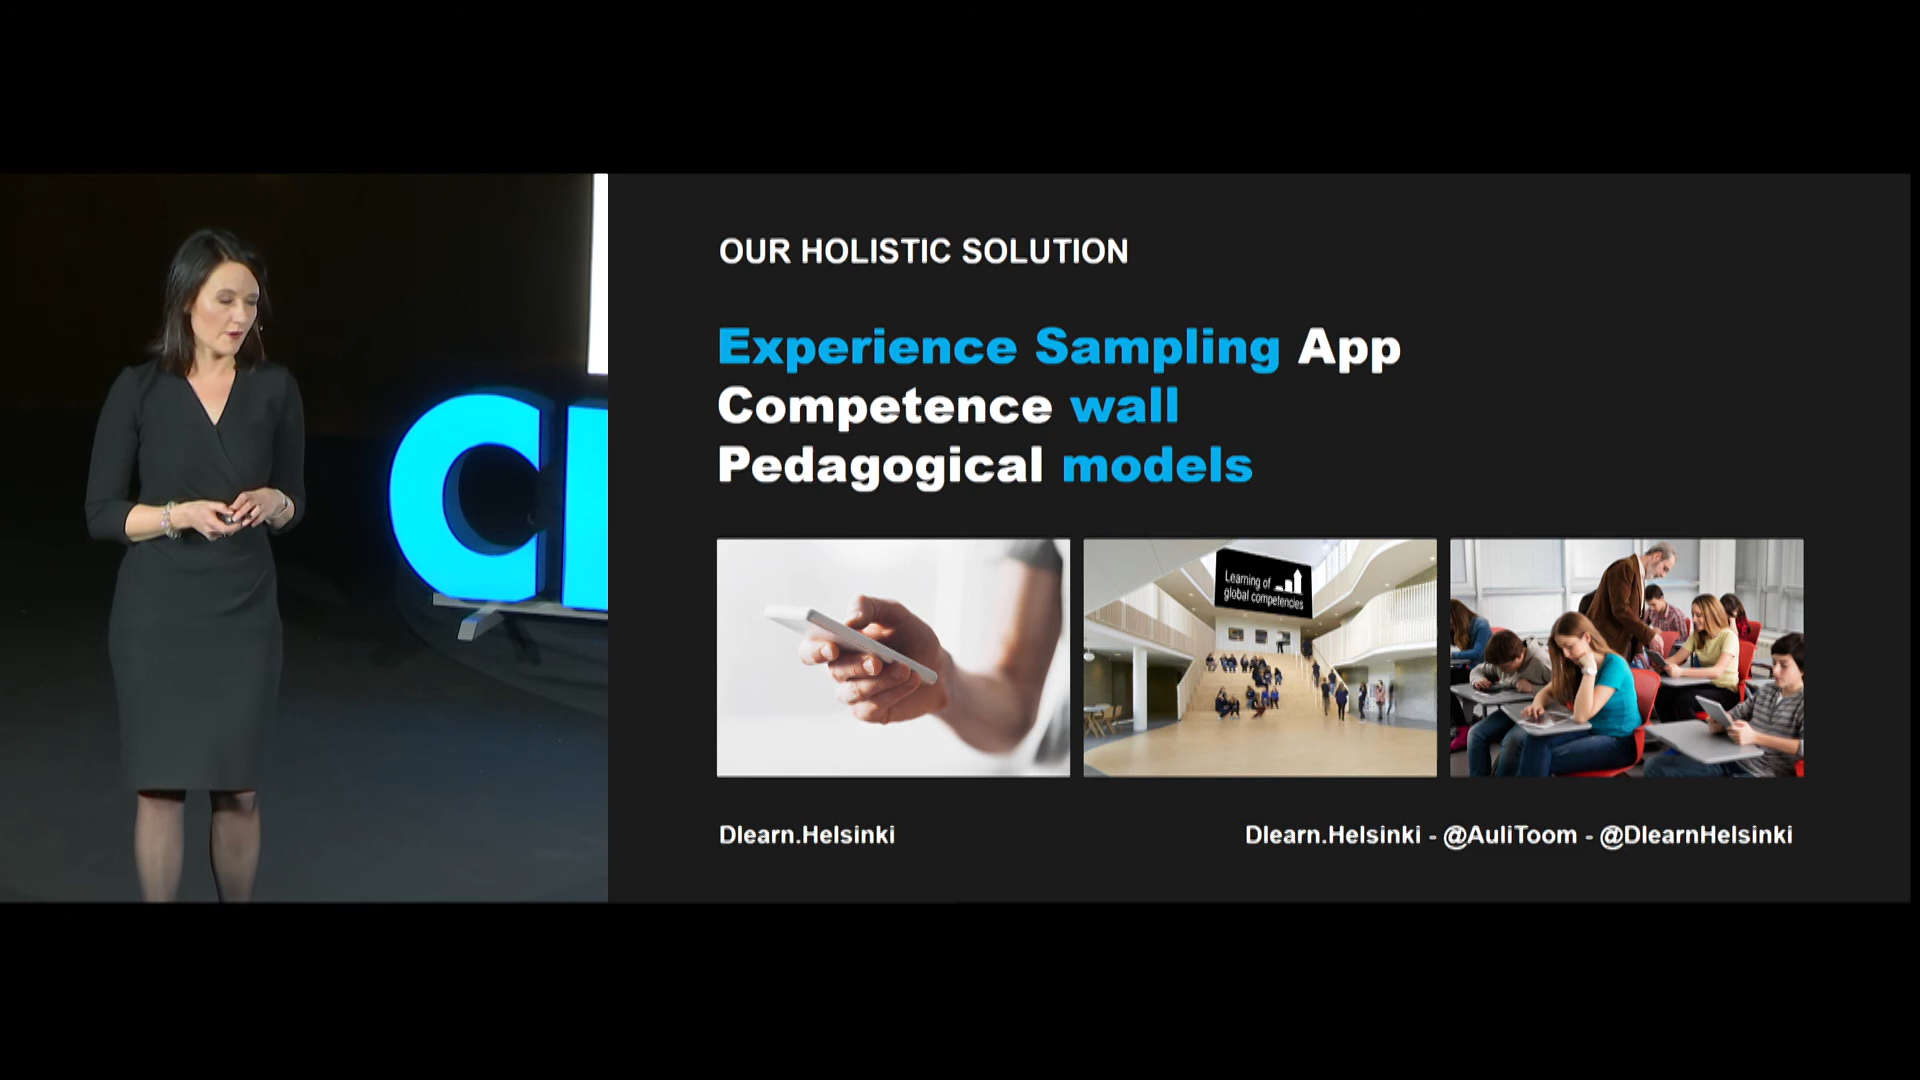 OUR HOLISTIC SOLUTION
Experience Sampling App
Competence wall
Pedagogical models
Learning of
global competencies
Dlearn.Helsinki
Dlearn.Helsinki - @AuliToom - @DlearnHelsinki